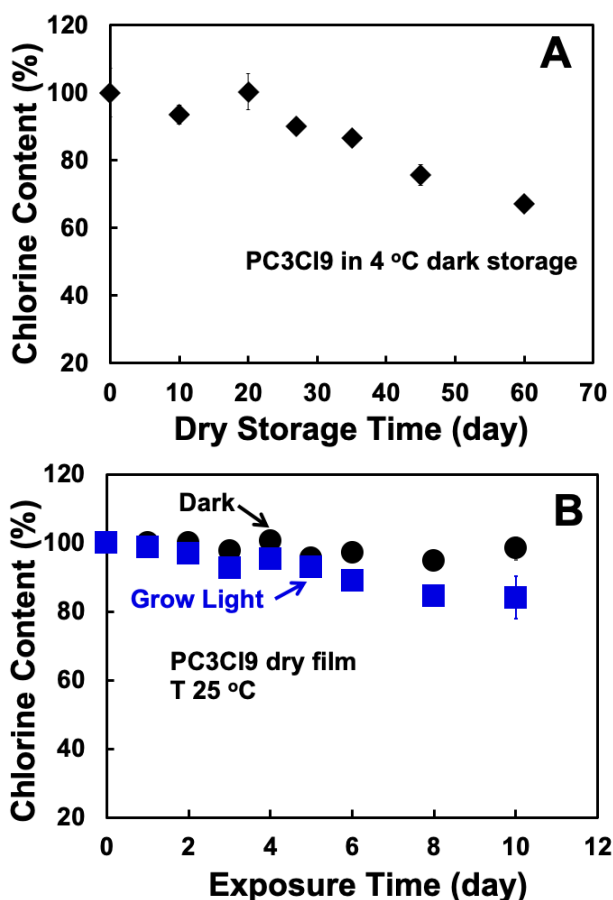 A
Chlorine Content (%)
120
100
80
60
40
20
PC3Cl9 in 4 ºC dark storage
0 10 20 30 40 50 60 70
Dry Storage Time (day)
B
Chlorine Content (%)
120
100
80
60
40
20
Dark
Grow Light
PC3Cl9 dry film
T 25 ºC
0 2 4 6 8 10 12
Exposure Time (day)